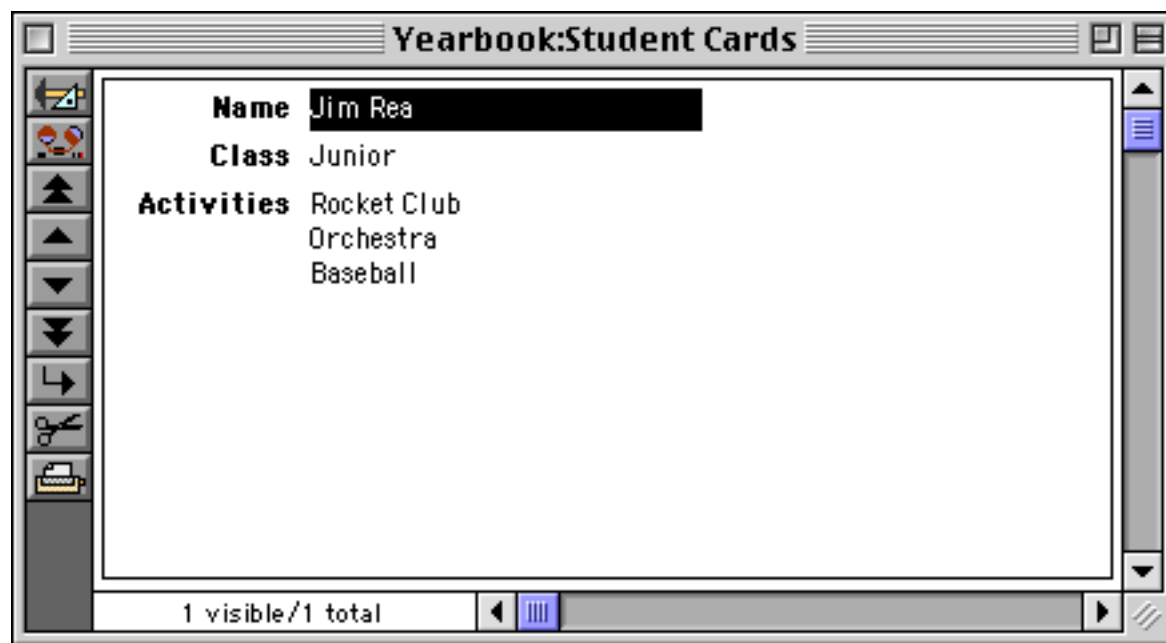 Yearbook:Student Cards
Name Jim Rea
Class Junior
Activities Rocket Club
Orchestra
Baseball
1 visible/1 total